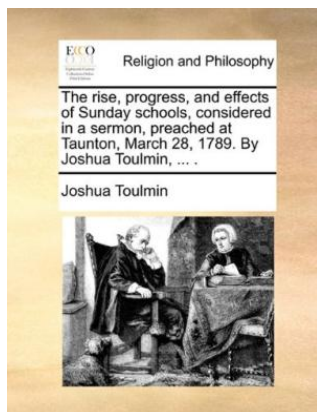 ECCO
Religion and Philosophy
The rise, progress, and effects
of Sunday schools, considered
in a sermon, preached at
Taunton, March 28, 1789. By
Joshua Toulmin, ... .
Joshua Toulmin